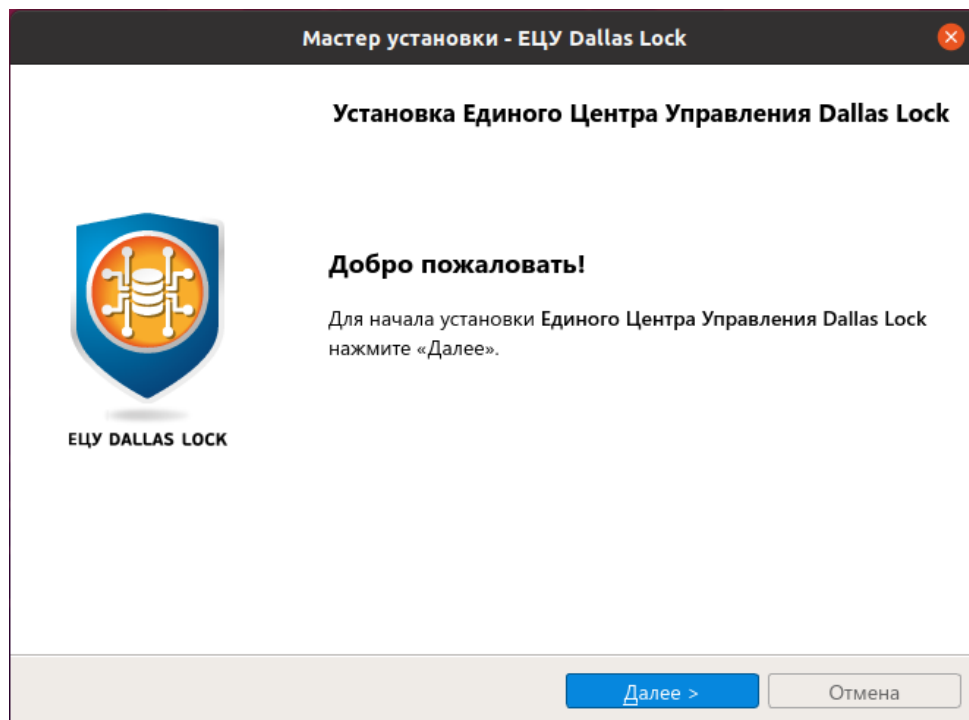 Мастер установки - ЕЦУ Dallas Lock
Установка Единого Центра Управления Dallas Lock
Добро пожаловать!
Для начала установки Единого Центра Управления Dallas Lock
нажмите «Далее».
ЕЦУ DALLAS LOCK
Далее >
Отмена